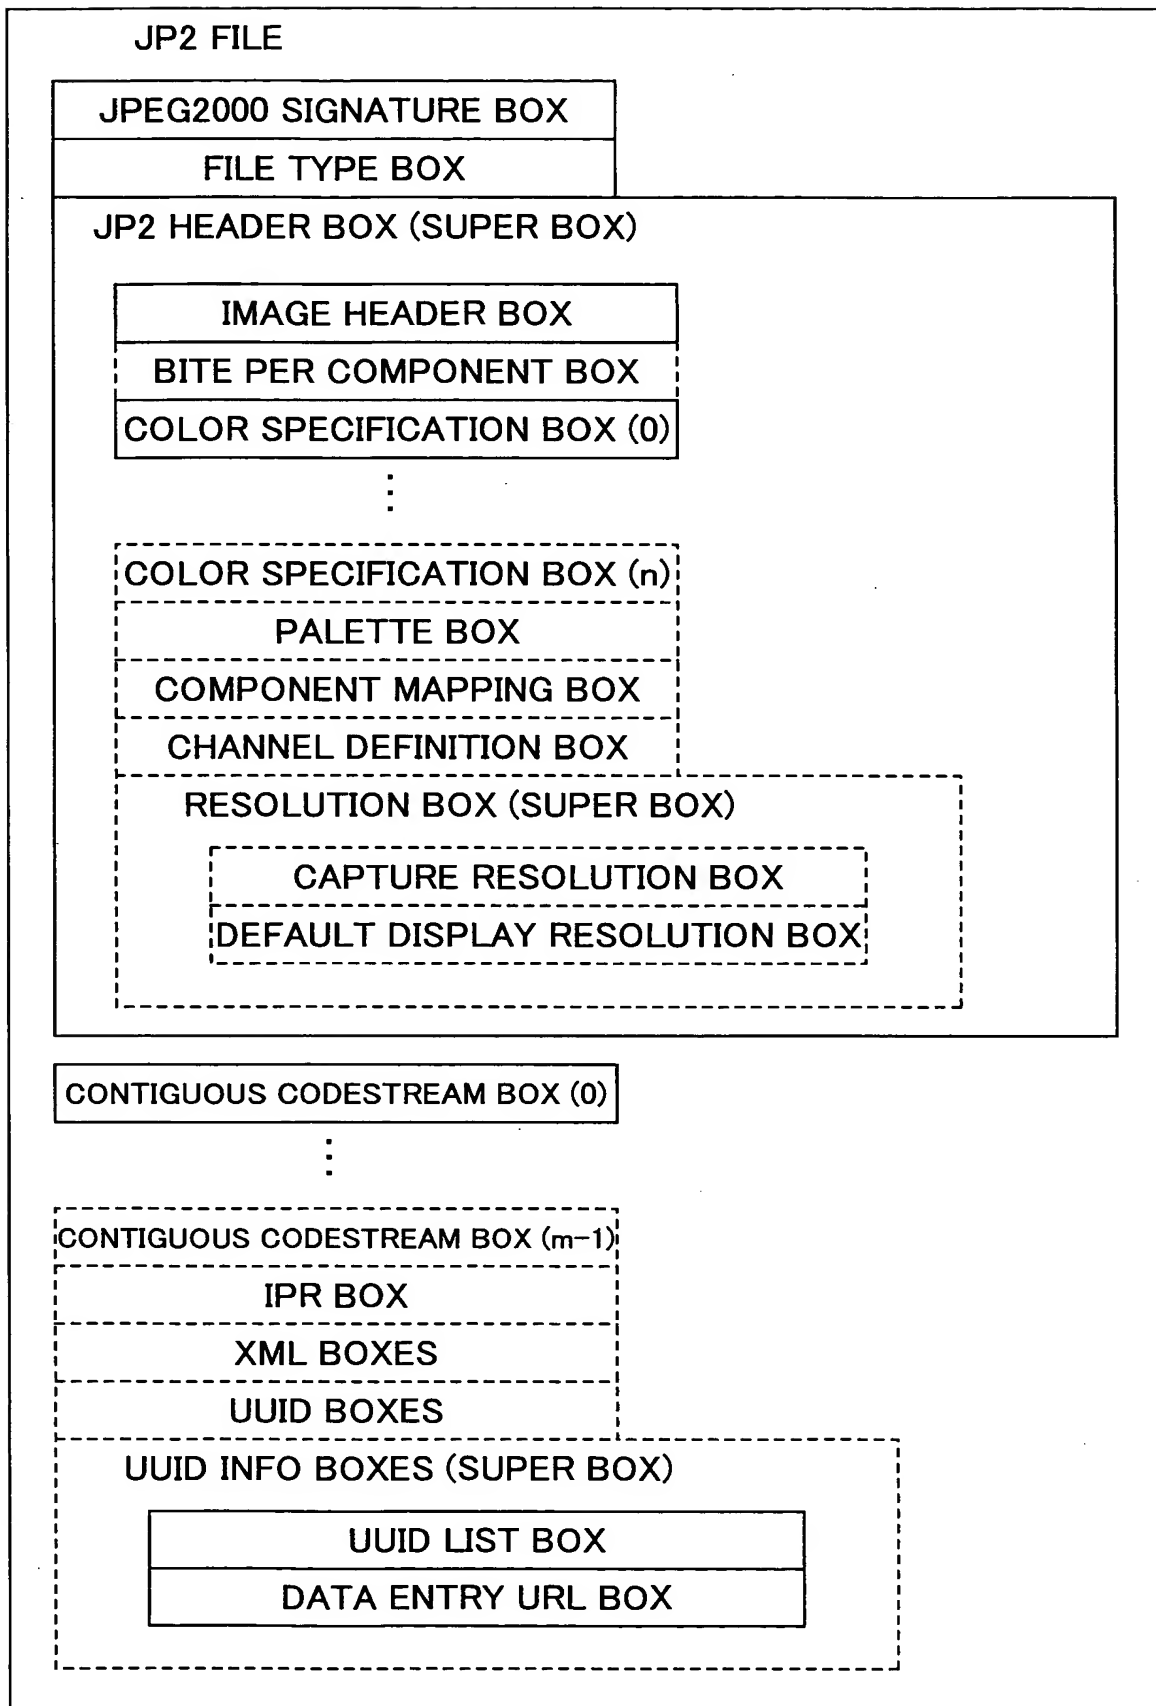 JP2 FILE
JPEG2000 SIGNATURE BOX
FILE TYPE BOX
JP2 HEADER BOX (SUPER BOX)
IMAGE HEADER BOX
BITE PER COMPONENT BOX
COLOR SPECIFICATION BOX (0)
⋮
COLOR SPECIFICATION BOX (n)
PALETTE BOX
COMPONENT MAPPING BOX
CHANNEL DEFINITION BOX
RESOLUTION BOX (SUPER BOX)
CAPTURE RESOLUTION BOX
DEFAULT DISPLAY RESOLUTION BOX
CONTIGUOUS CODESTREAM BOX (0)
⋮
CONTIGUOUS CODESTREAM BOX (m-1)
IPR BOX
XML BOXES
UUID BOXES
UUID INFO BOXES (SUPER BOX)
UUID LIST BOX
DATA ENTRY URL BOX